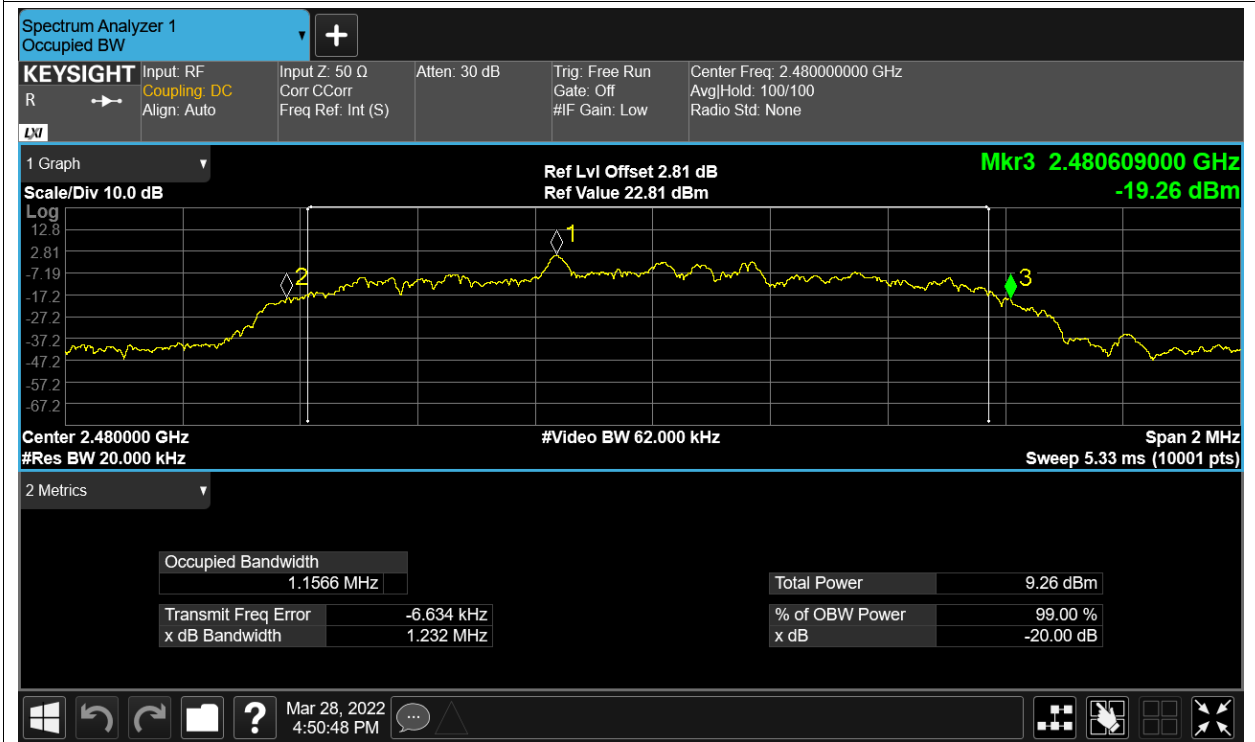 Spectrum Analyzer 1
Occupied BW
KEYSIGHT
R
LXI
Input: RF
Coupling: DC
Align: Auto
Input Z: 50 Ω
Corr CCorr
Freq Ref: Int (S)
Atten: 30 dB
Trig: Free Run
Gate: Off
#IF Gain: Low
Center Freq: 2.480000000 GHz
Avg|Hold: 100/100
Radio Std: None
1 Graph
Scale/Div 10.0 dB
Ref Lvl Offset 2.81 dB
Ref Value 22.81 dBm
Mkr3 2.480609000 GHz
-19.26 dBm
Log
12.8
2.81
-7.19
-17.2
-27.2
-37.2
-47.2
-57.2
-67.2
1
2
3
Center 2.480000 GHz
#Video BW 62.000 kHz
Span 2 MHz
#Res BW 20.000 kHz
Sweep 5.33 ms (10001 pts)
2 Metrics
Occupied Bandwidth
1.1566 MHz
Total Power 9.26 dBm
Transmit Freq Error -6.634 kHz
% of OBW Power 99.00 %
x dB Bandwidth 1.232 MHz
x dB -20.00 dB
?
Mar 28, 2022
4:50:48 PM